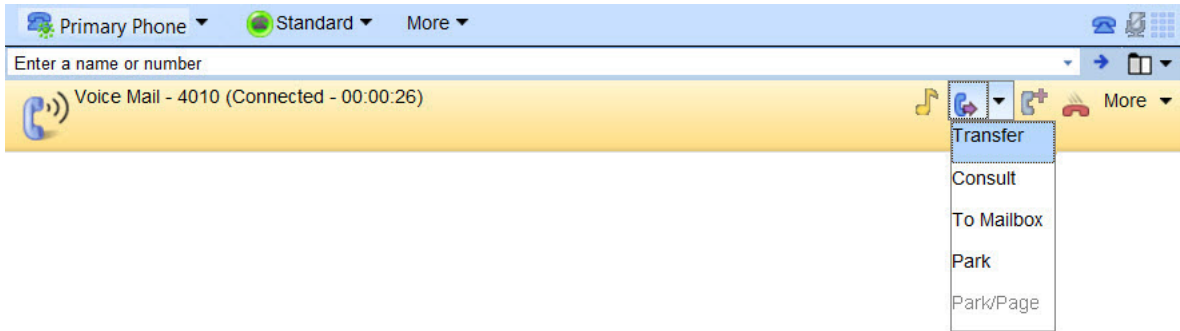 Primary Phone Standard More
Enter a name or number
Voice Mail - 4010 (Connected - 00:00:26) More
Transfer
Consult
To Mailbox
Park
Park/Page